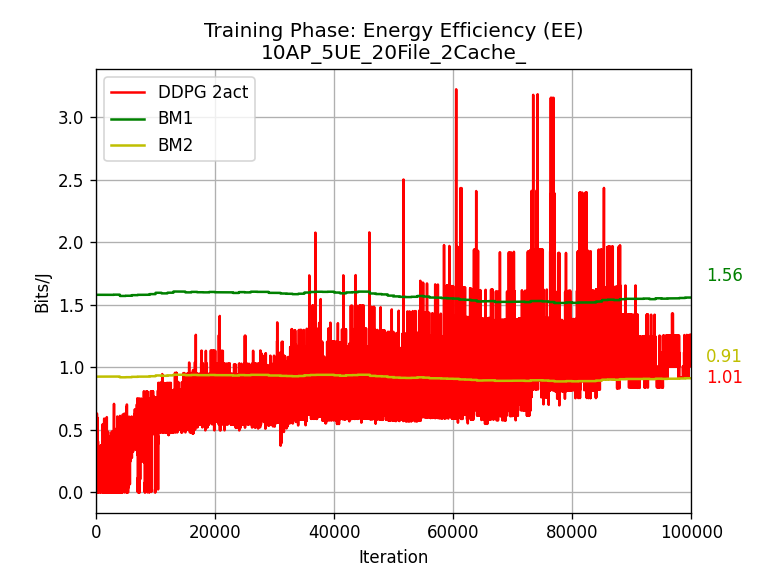 Training Phase: Energy Efficiency (EE)
10AP_5UE_20File_2Cache_
DDPG 2act
BM1
BM2
3.0
2.5
2.0
1.5
1.0
0.5
0.0
Bits/J
1.56
0.91
1.01
0
20000
40000
60000
80000
100000
Iteration